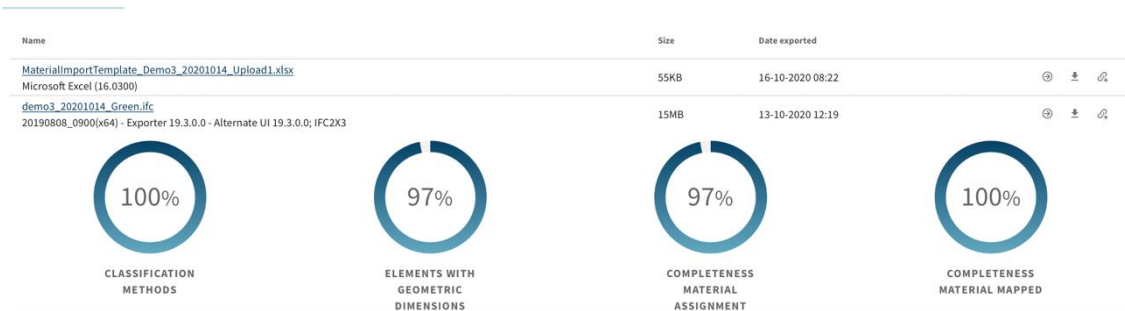 Name Size Date exported
MaterialImportTemplate_Demo3_20201014_Upload1.xlsx
Microsoft Excel (16.0300)
55KB 16-10-2020 08:22
demo3_20201014_Green.ifc
20190808_0900(x64) - Exporter 19.3.0.0 - Alternate UI 19.3.0.0; IFC2X3
15MB 13-10-2020 12:19
100%
CLASSIFICATION
METHODS
97%
ELEMENTS WITH
GEOMETRIC
DIMENSIONS
97%
COMPLETENESS
MATERIAL
ASSIGNMENT
100%
COMPLETENESS
MATERIAL MAPPED